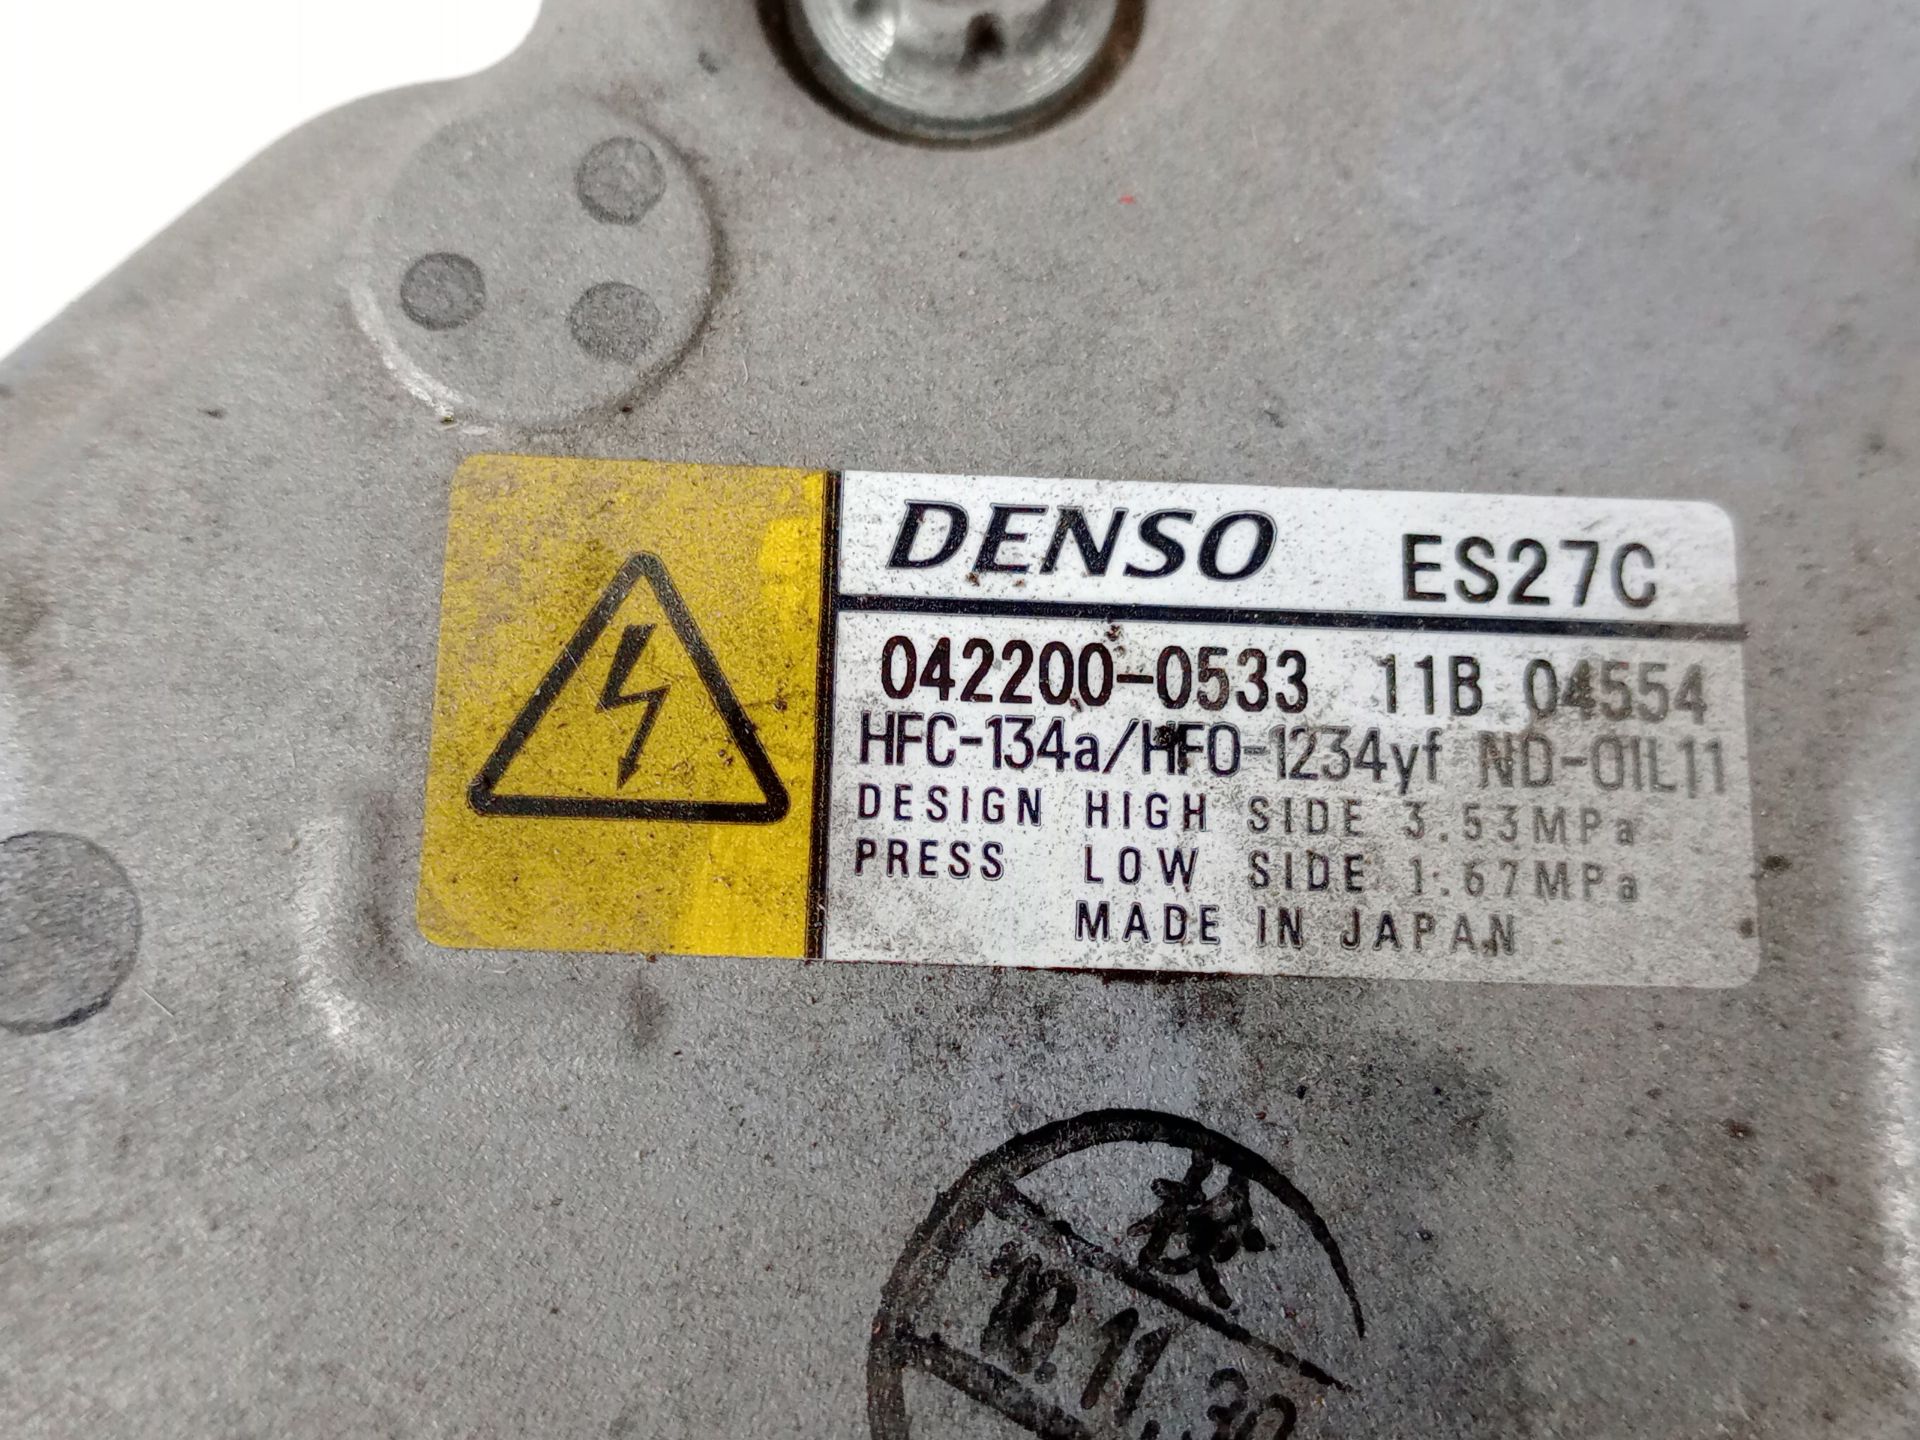 DENSO ES27C
042200-0533 11B 04554
HFC-134a/HFO-1234yf ND-OIL11
DESIGN HIGH SIDE 3.53MPa
PRESS LOW SIDE 1.67MPa
MADE IN JAPAN